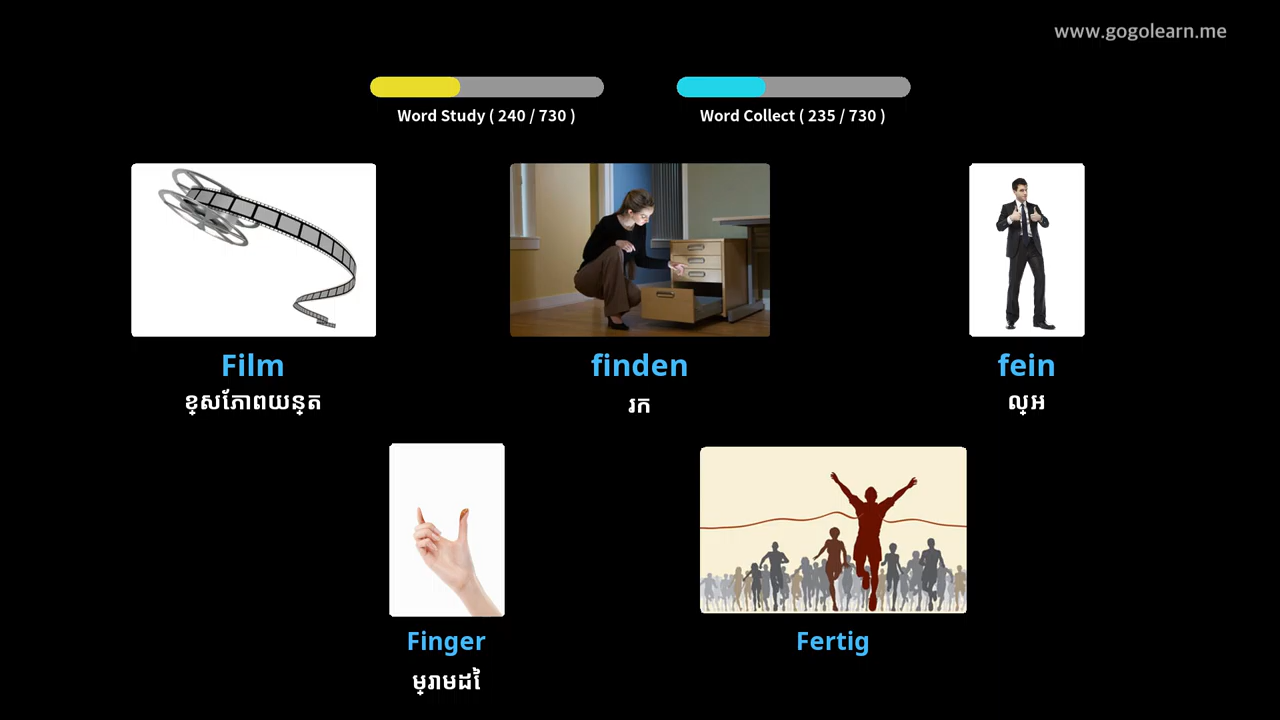 www.gogolearn.me
Word Study ( 240 / 730 )
Word Collect ( 235 / 730 )
Film
finden
fein
ខ្សែភាពយន្ត
រក
ល្អ
Finger
Fertig
ម្រាមដៃ